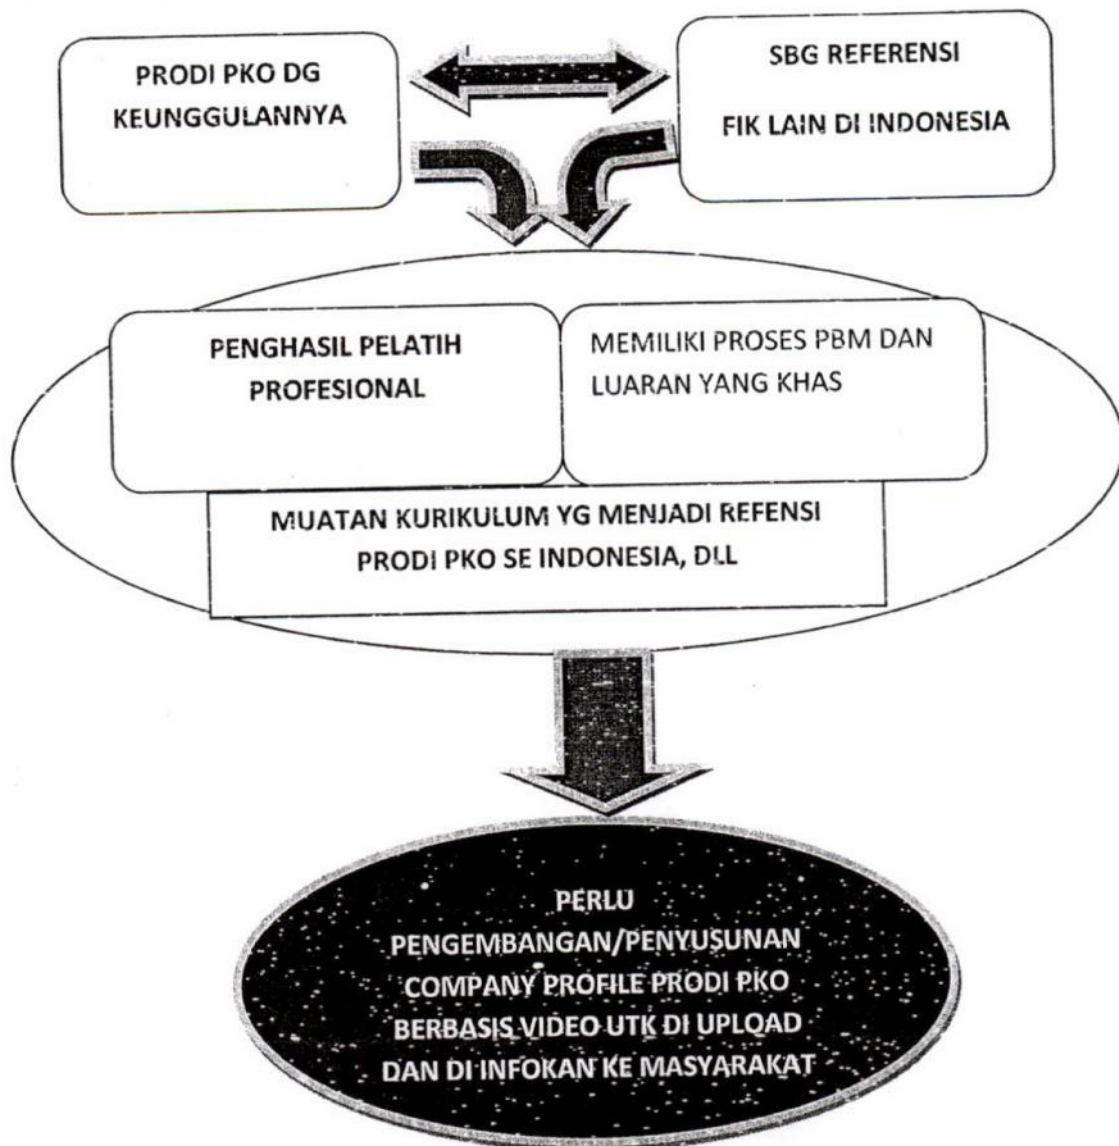 PRODI PKO DG
KEUNGGULANNYA
SBG REFERENSI
FIK LAIN DI INDONESIA
PENGHASIL PELATIH
PROFESIONAL
MEMILIKI PROSES PBM DAN
LUARAN YANG KHAS
MUATAN KURIKULUM YG MENJADI REFENSI
PRODI PKO SE INDONESIA, DLL
PERLU
PENGEMBANGAN/PENYUSUNAN
COMPANY PROFILE PRODI PKO
BERBASIS VIDEO UTK DI UPLOAD
DAN DI INFOKAN KE MASYARAKAT